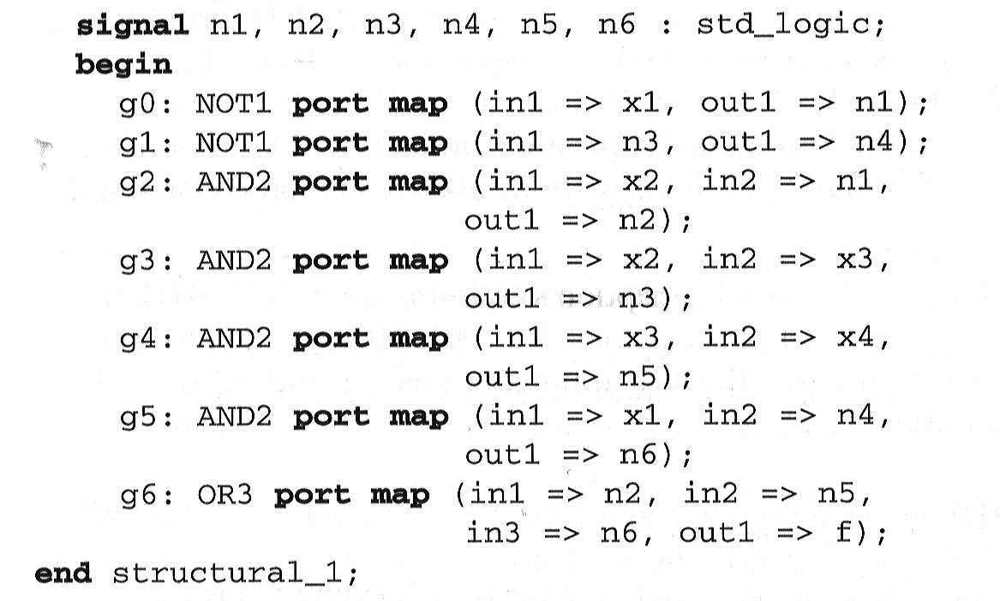 signal n1, n2, n3, n4, n5, n6 : std_logic;
begin
g0: NOT1 port map (in1 => x1, out1 => n1);
g1: NOT1 port map (in1 => n3, out1 => n4);
g2: AND2 port map (in1 => x2, in2 => n1,
out1 => n2);
g3: AND2 port map (in1 => x2, in2 => x3,
out1 => n3);
g4: AND2 port map (in1 => x3, in2 => x4,
out1 => n5);
g5: AND2 port map (in1 => x1, in2 => n4,
out1 => n6);
g6: OR3 port map (in1 => n2, in2 => n5,
in3 => n6, out1 => f);
end structural_1;